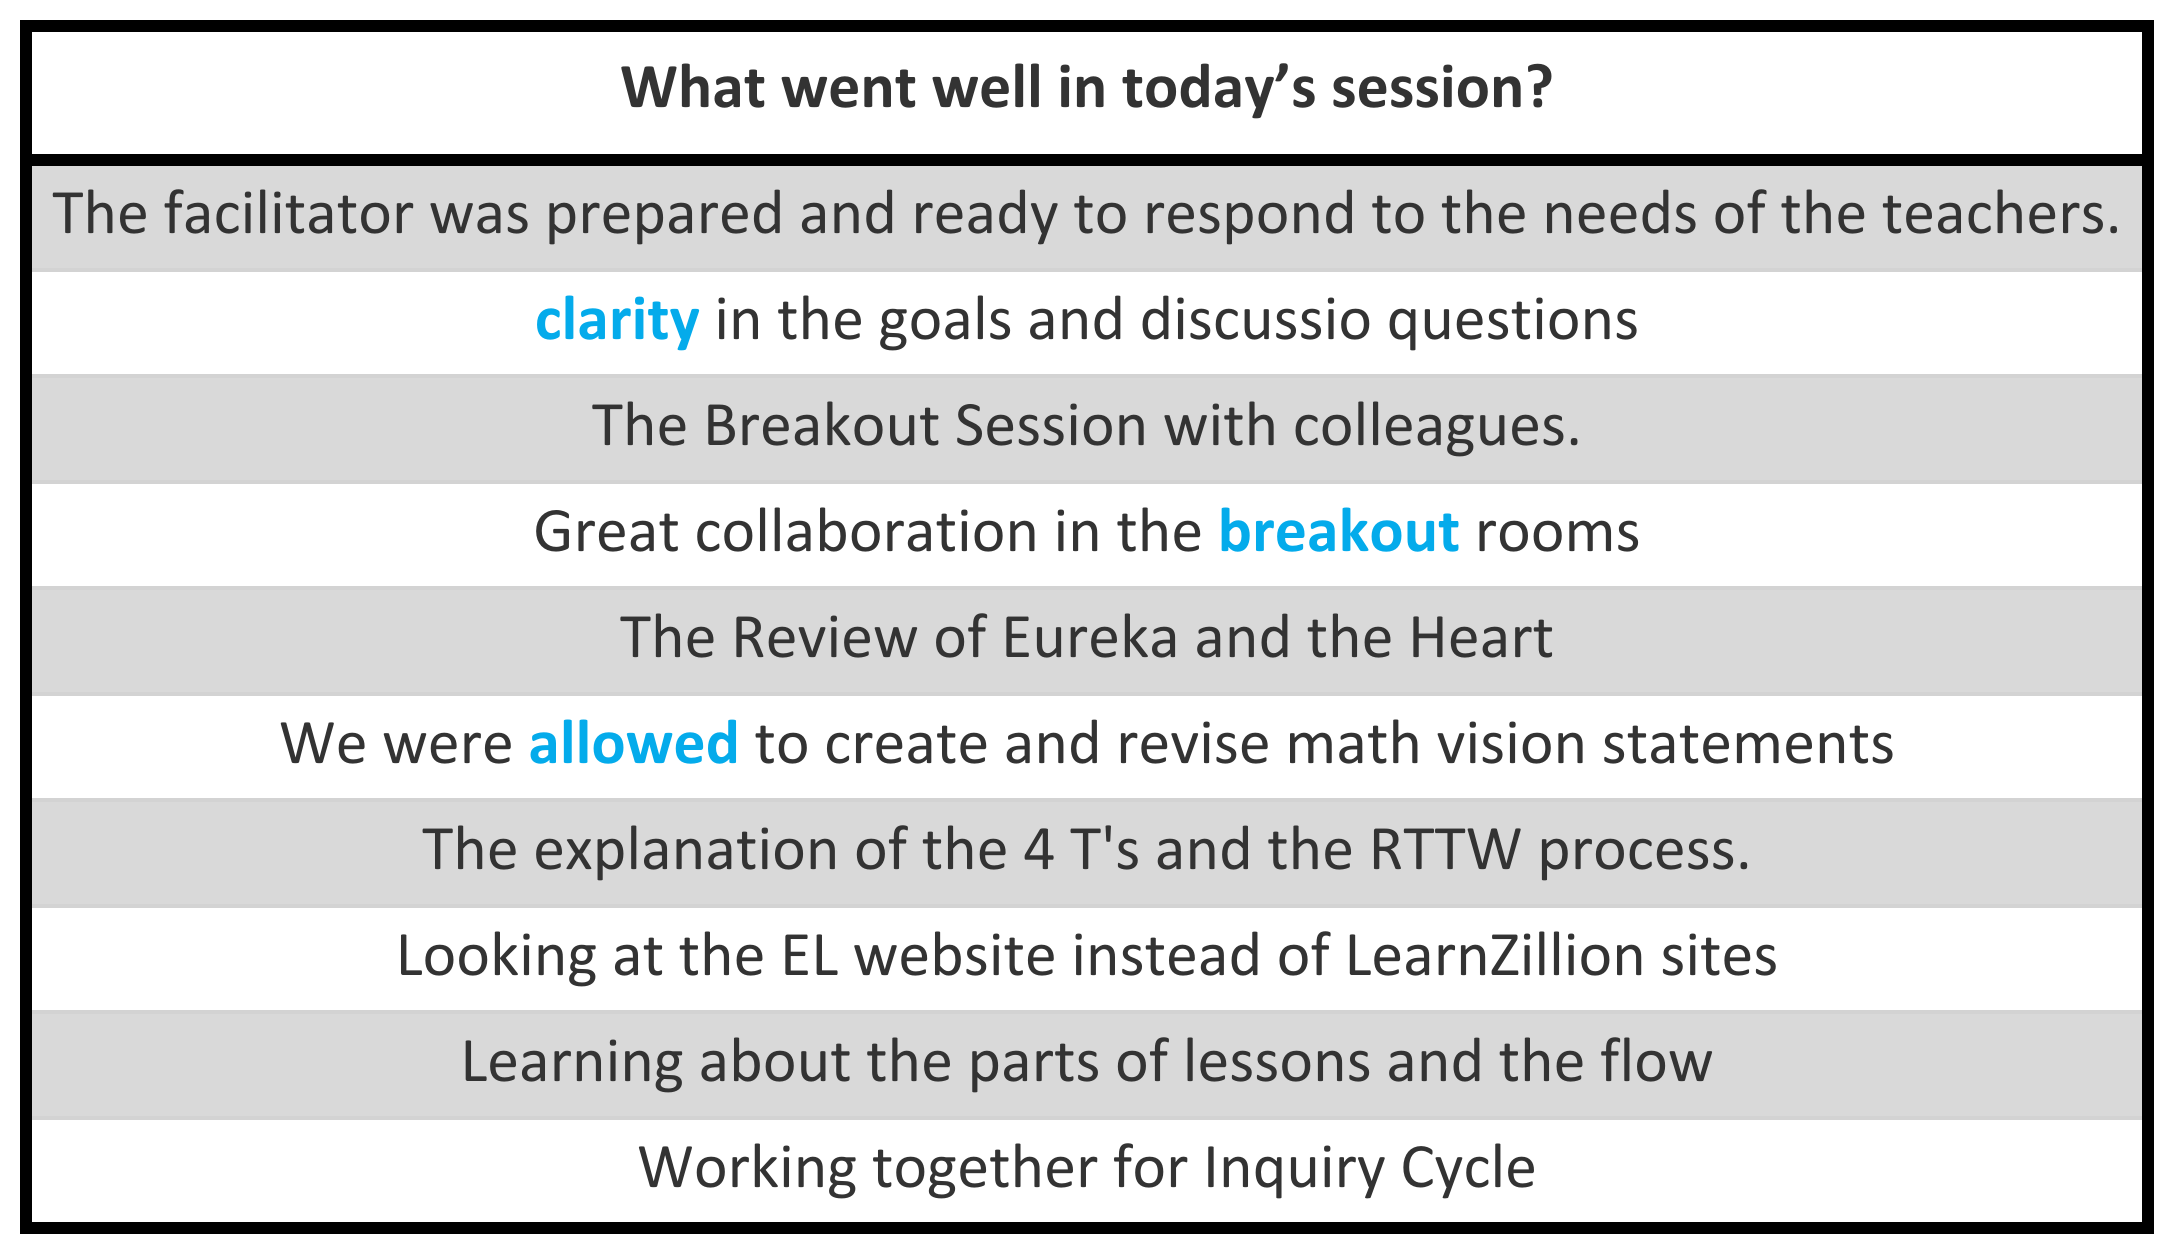 What went well in today’s session?
The facilitator was prepared and ready to respond to the needs of the teachers.
clarity in the goals and discussio questions
The Breakout Session with colleagues.
Great collaboration in the breakout rooms
The Review of Eureka and the Heart
We were allowed to create and revise math vision statements
The explanation of the 4 T's and the RTTW process.
Looking at the EL website instead of LearnZillion sites
Learning about the parts of lessons and the flow
Working together for Inquiry Cycle